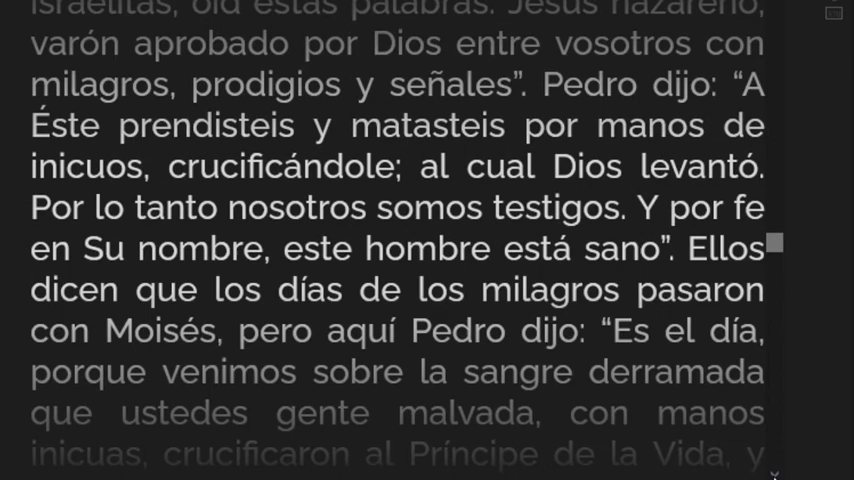 israelitas, oíd estas palabras: Jesús nazareno,
varón aprobado por Dios entre vosotros con
milagros, prodigios y señales”. Pedro dijo: “A
Éste prendisteis y matasteis por manos de
inicuos, crucificándole; al cual Dios levantó.
Por lo tanto nosotros somos testigos. Y por fe
en Su nombre, este hombre está sano”. Ellos
dicen que los días de los milagros pasaron
con Moisés, pero aquí Pedro dijo: “Es el día,
porque venimos sobre la sangre derramada
que ustedes gente malvada, con manos
inicuas, crucificaron al Príncipe de la Vida, y